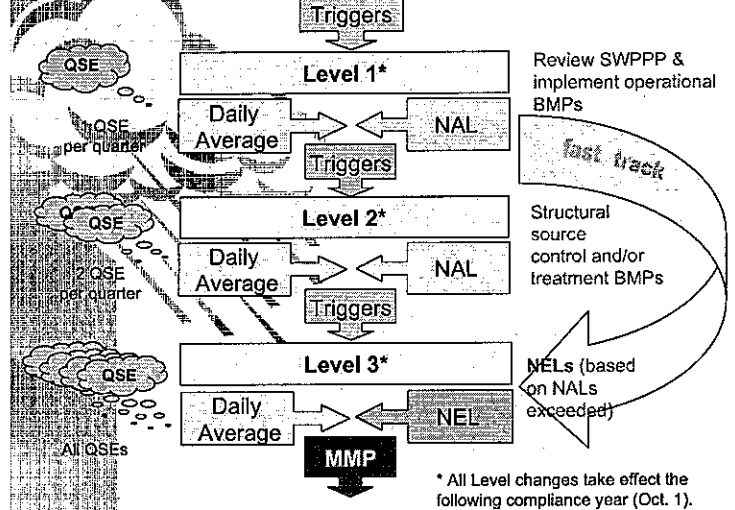 Triggers
QSE
Level 1*
Review SWPPP &
implement operational
BMPs
1 QSE
per quarter
Daily
Average
NAL
fast track
Triggers
QSE
Level 2*
Structural
source
control and/or
treatment BMPs
2 QSE
per quarter
Daily
Average
NAL
Triggers
QSE
Level 3*
NELs (based
on NALs
exceeded)
All QSEs
Daily
Average
NEL
MMP
* All Level changes take effect the
following compliance year (Oct. 1).